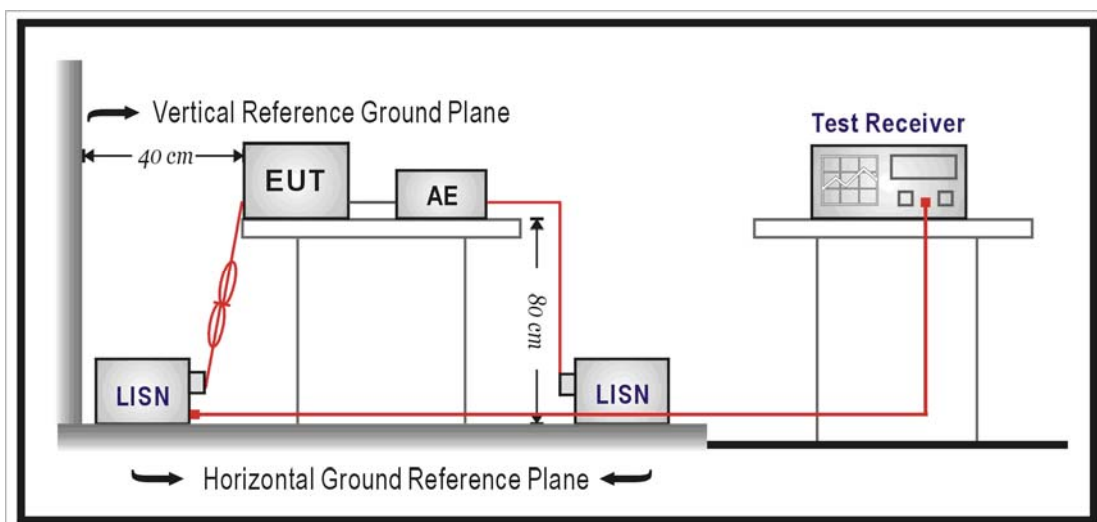 Vertical Reference Ground Plane
Test Receiver
40 cm
EUT
AE
80 cm
LISN
LISN
Horizontal Ground Reference Plane